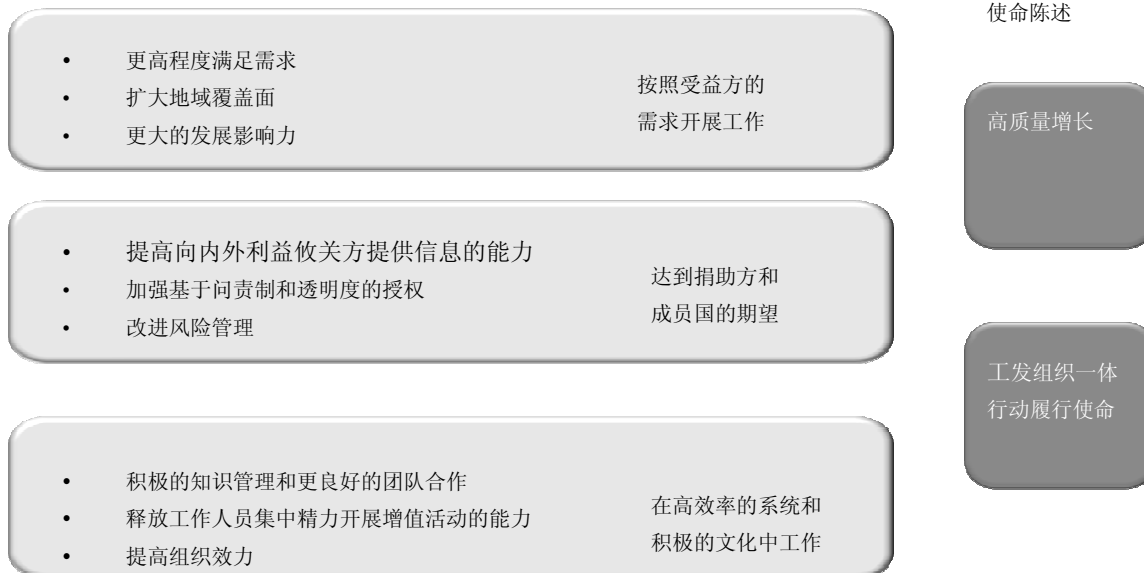 使命陈述
• 更高程度满足需求
• 扩大地域覆盖面
• 更大的发展影响力
按照受益方的
需求开展工作
高质量增长
• 提高向内外利益攸关方提供信息的能力
• 加强基于问责制和透明度的授权
• 改进风险管理
达到捐助方和
成员国的期望
工发组织一体
行动履行使命
• 积极的知识管理和更良好的团队合作
• 释放工作人员集中精力开展增值活动的能力
• 提高组织效力
在高效率的系统和
积极的文化中工作